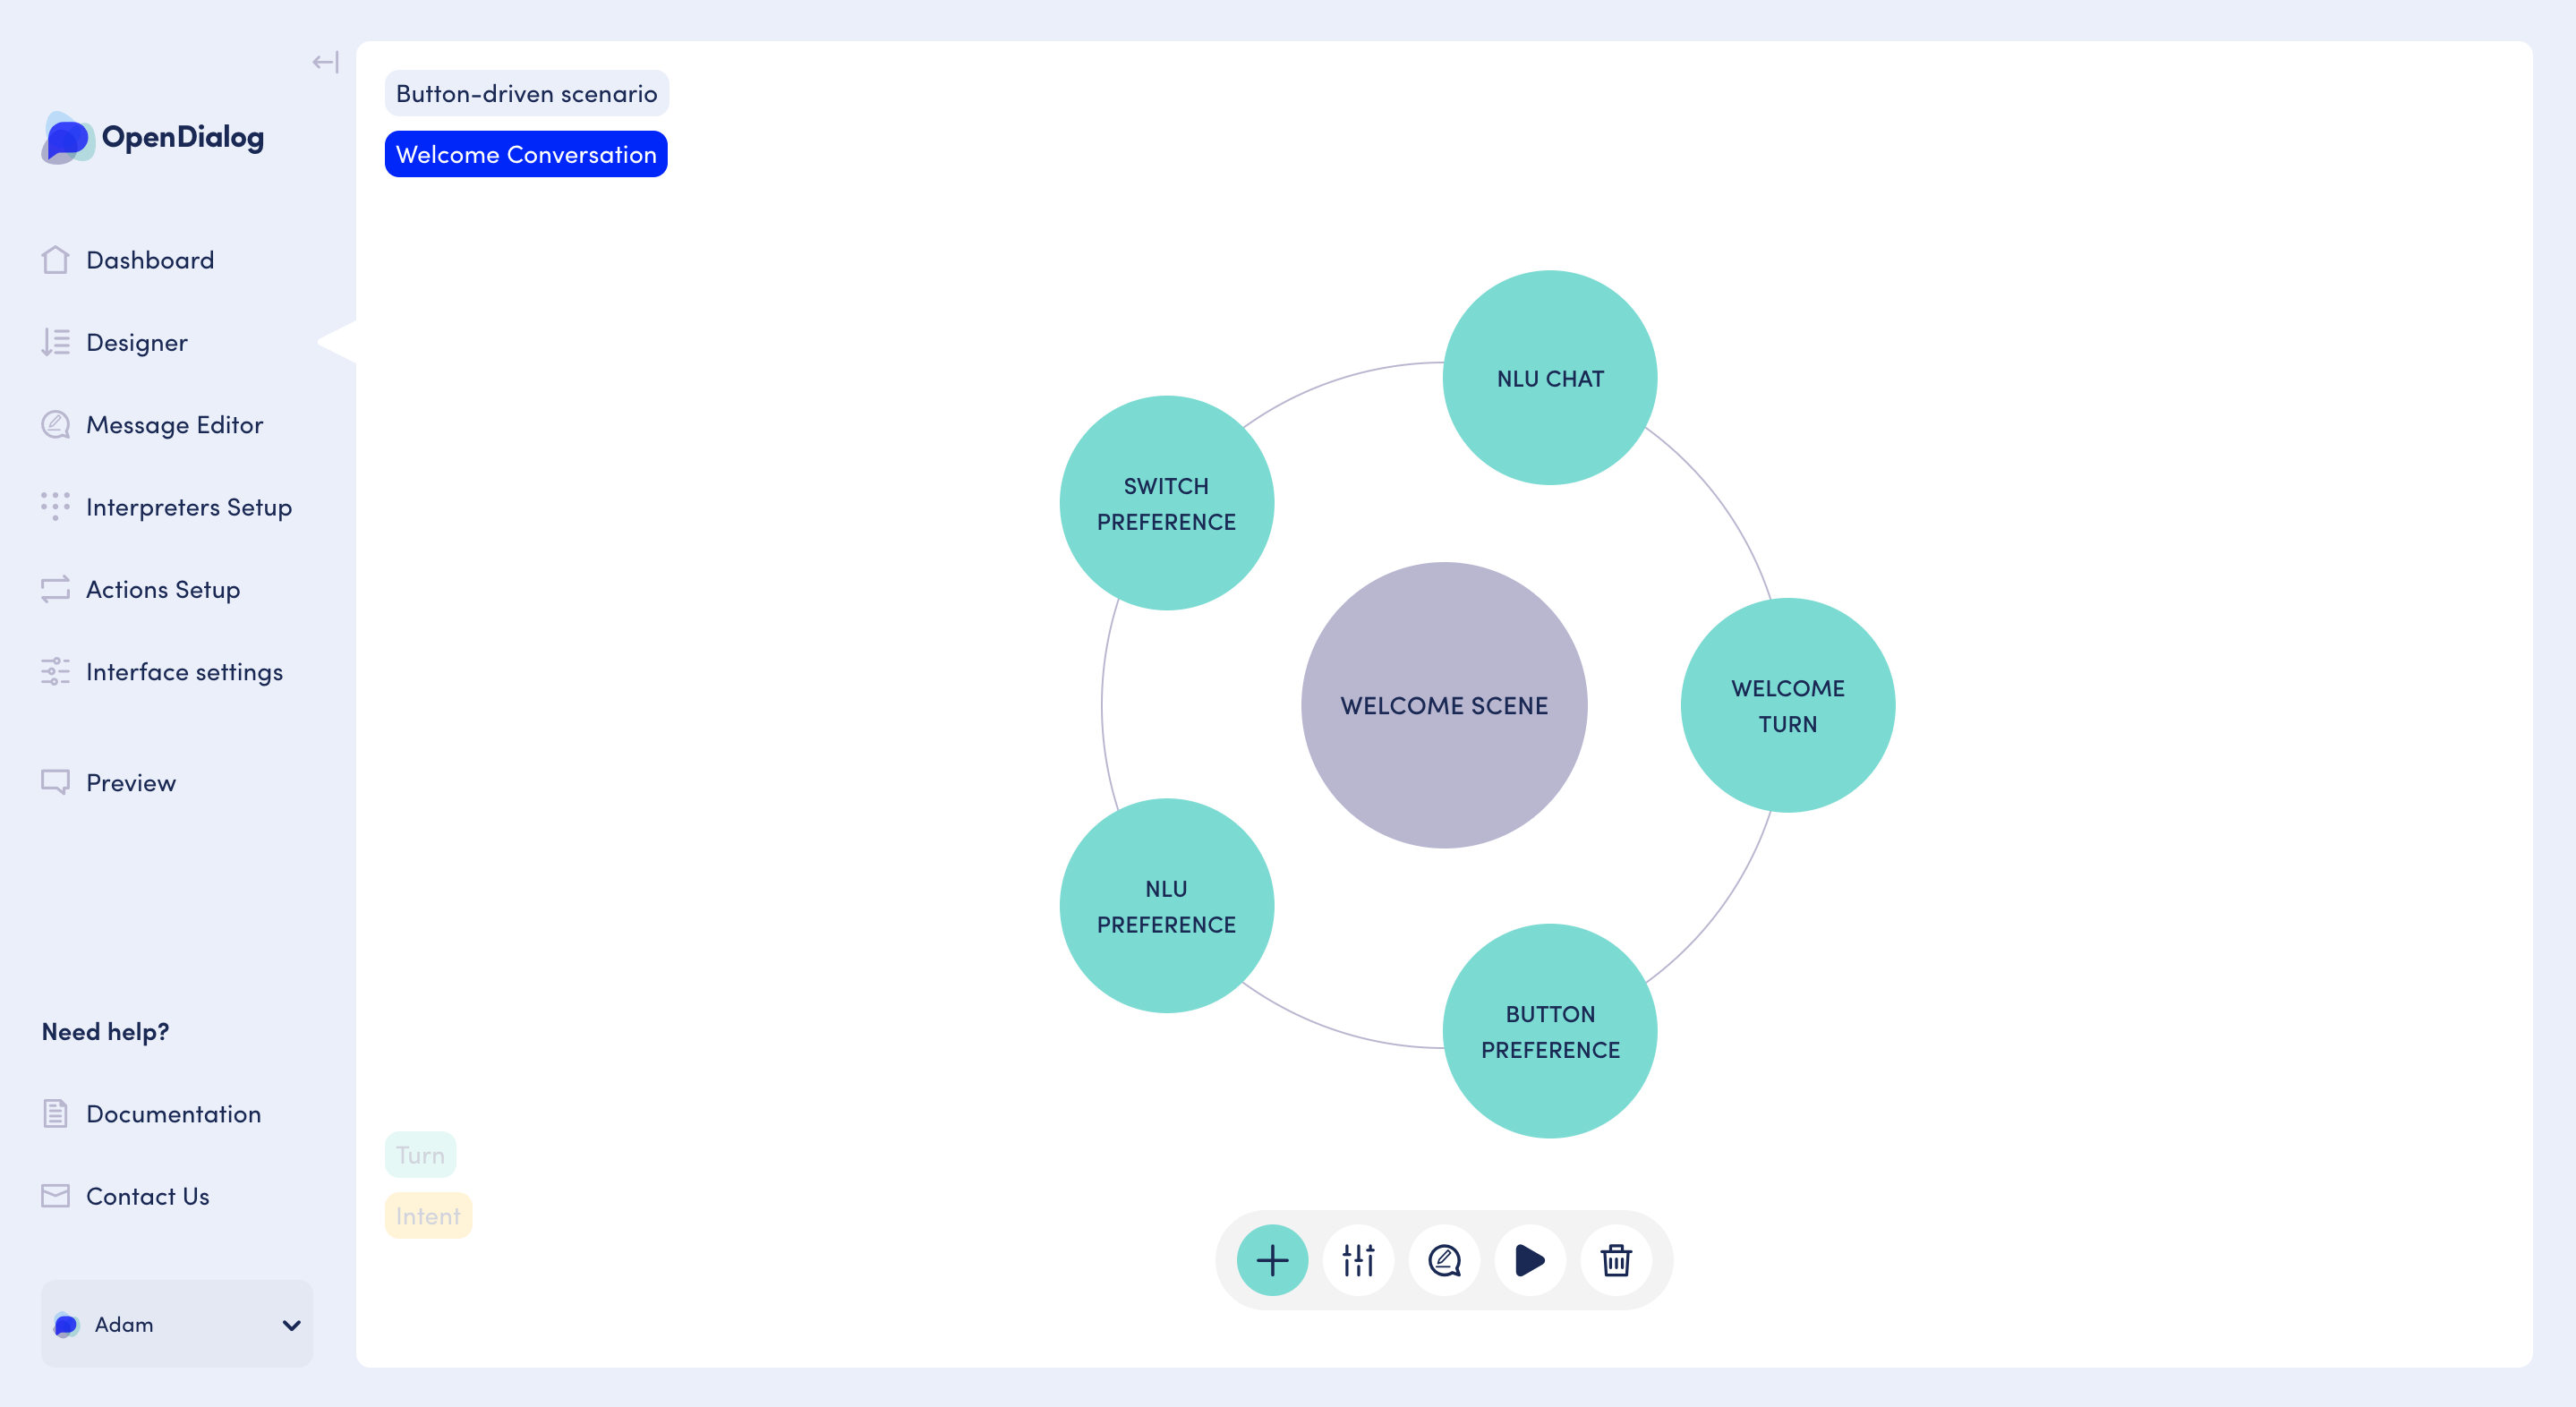 OpenDialog
Dashboard
Designer
Message Editor
Interpreters Setup
Actions Setup
Interface settings
Preview
Need help?
Documentation
Contact Us
Adam
Button-driven scenario
Welcome Conversation
NLU CHAT
SWITCH
PREFERENCE
WELCOME SCENE
WELCOME
TURN
NLU
PREFERENCE
BUTTON
PREFERENCE
Turn
Intent